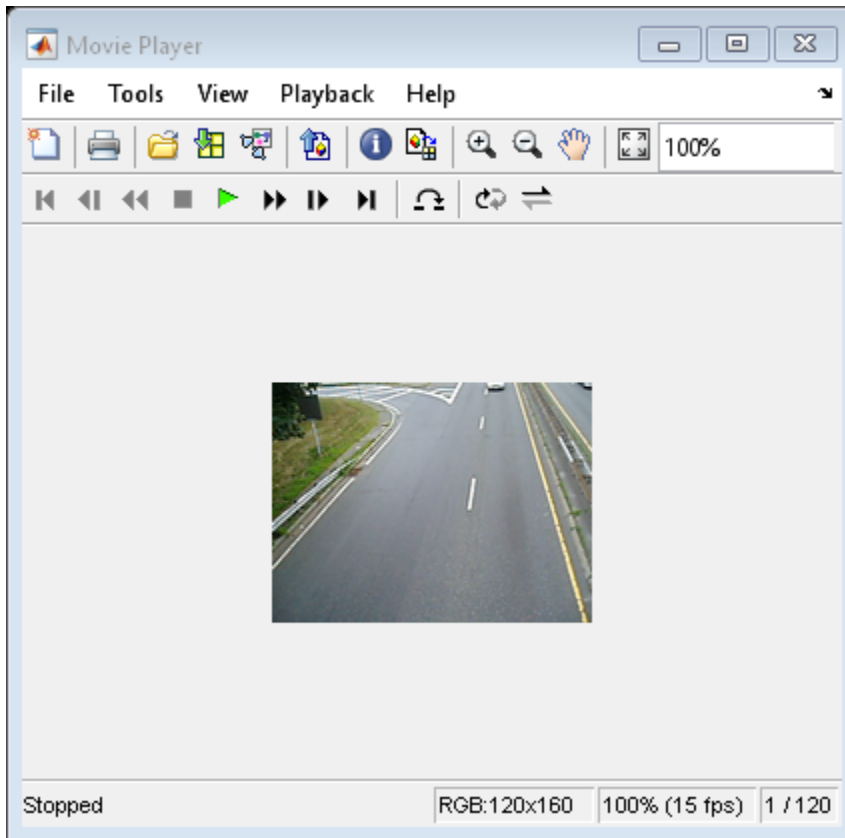 Movie Player
File Tools View Playback Help
100%
Stopped RGB:120x160 100% (15 fps) 1 / 120